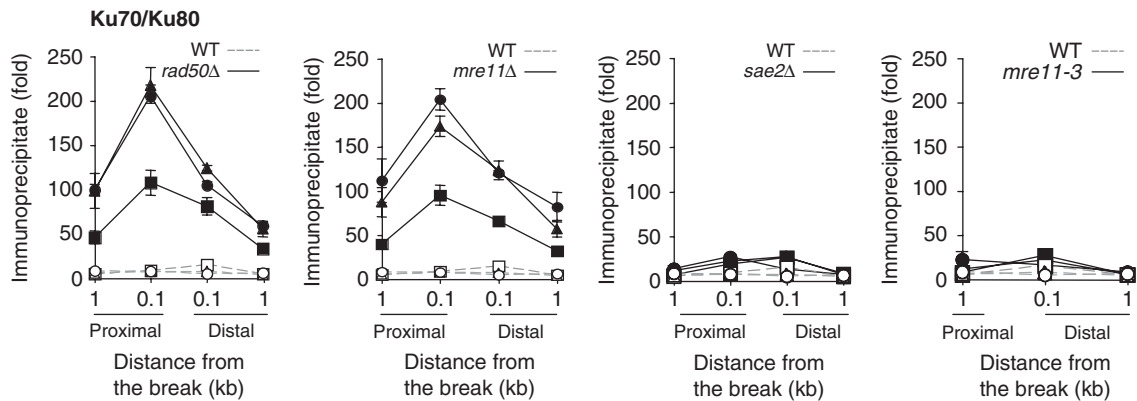 Ku70/Ku80
Immunoprecipitate (fold)
250
200
150
100
50
0
WT
rad50Δ
1 0.1 0.1 1
Proximal Distal
Distance from
the break (kb)
Immunoprecipitate (fold)
250
200
150
100
50
0
WT
mre11Δ
1 0.1 0.1 1
Proximal Distal
Distance from
the break (kb)
Immunoprecipitate (fold)
250
200
150
100
50
0
WT
sae2Δ
1 0.1 0.1 1
Proximal Distal
Distance from
the break (kb)
Immunoprecipitate (fold)
250
200
150
100
50
0
WT
mre11-3
1 0.1 1
Proximal Distal
Distance from
the break (kb)